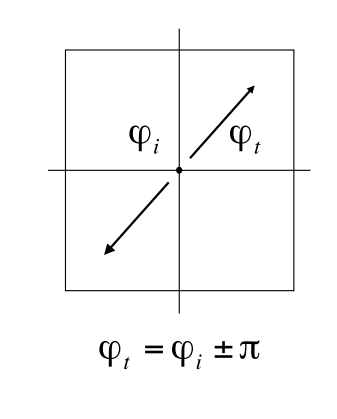 φᵢ φₜ
φₜ = φᵢ ± π